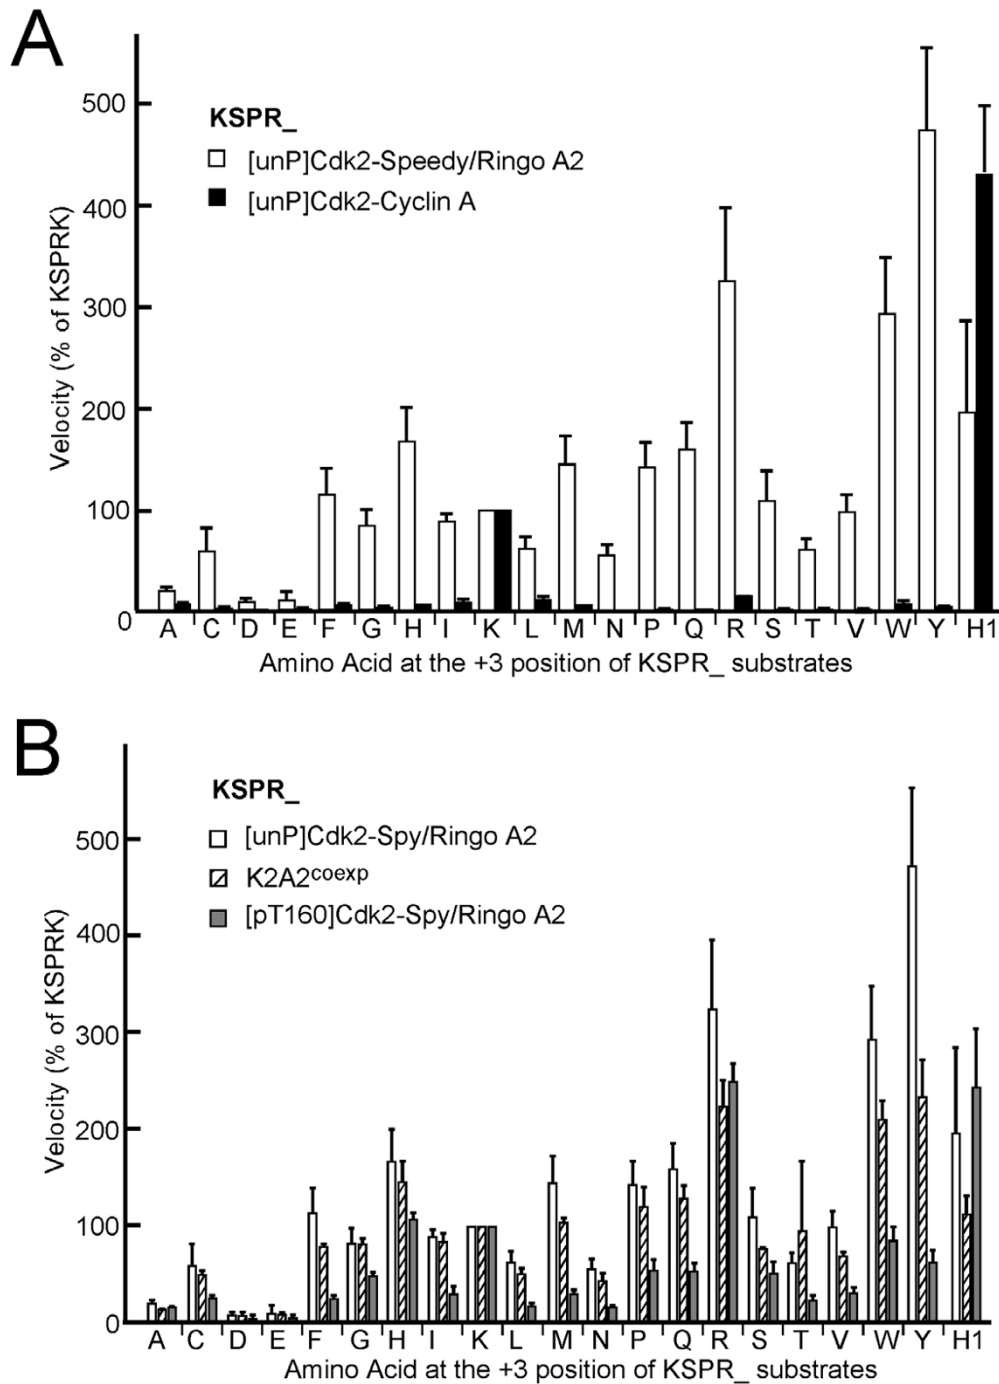 A
500
400
300
200
100
0
Velocity (% of KSPRK)
KSPR_
[unP]Cdk2-Speedy/Ringo A2
[unP]Cdk2-Cyclin A
A C D E F G H I K L M N P Q R S T V W Y H1
Amino Acid at the +3 position of KSPR_ substrates
B
500
400
300
200
100
0
Velocity (% of KSPRK)
KSPR_
[unP]Cdk2-Spy/Ringo A2
K2A2coexp
[pT160]Cdk2-Spy/Ringo A2
A C D E F G H I K L M N P Q R S T V W Y H1
Amino Acid at the +3 position of KSPR_ substrates